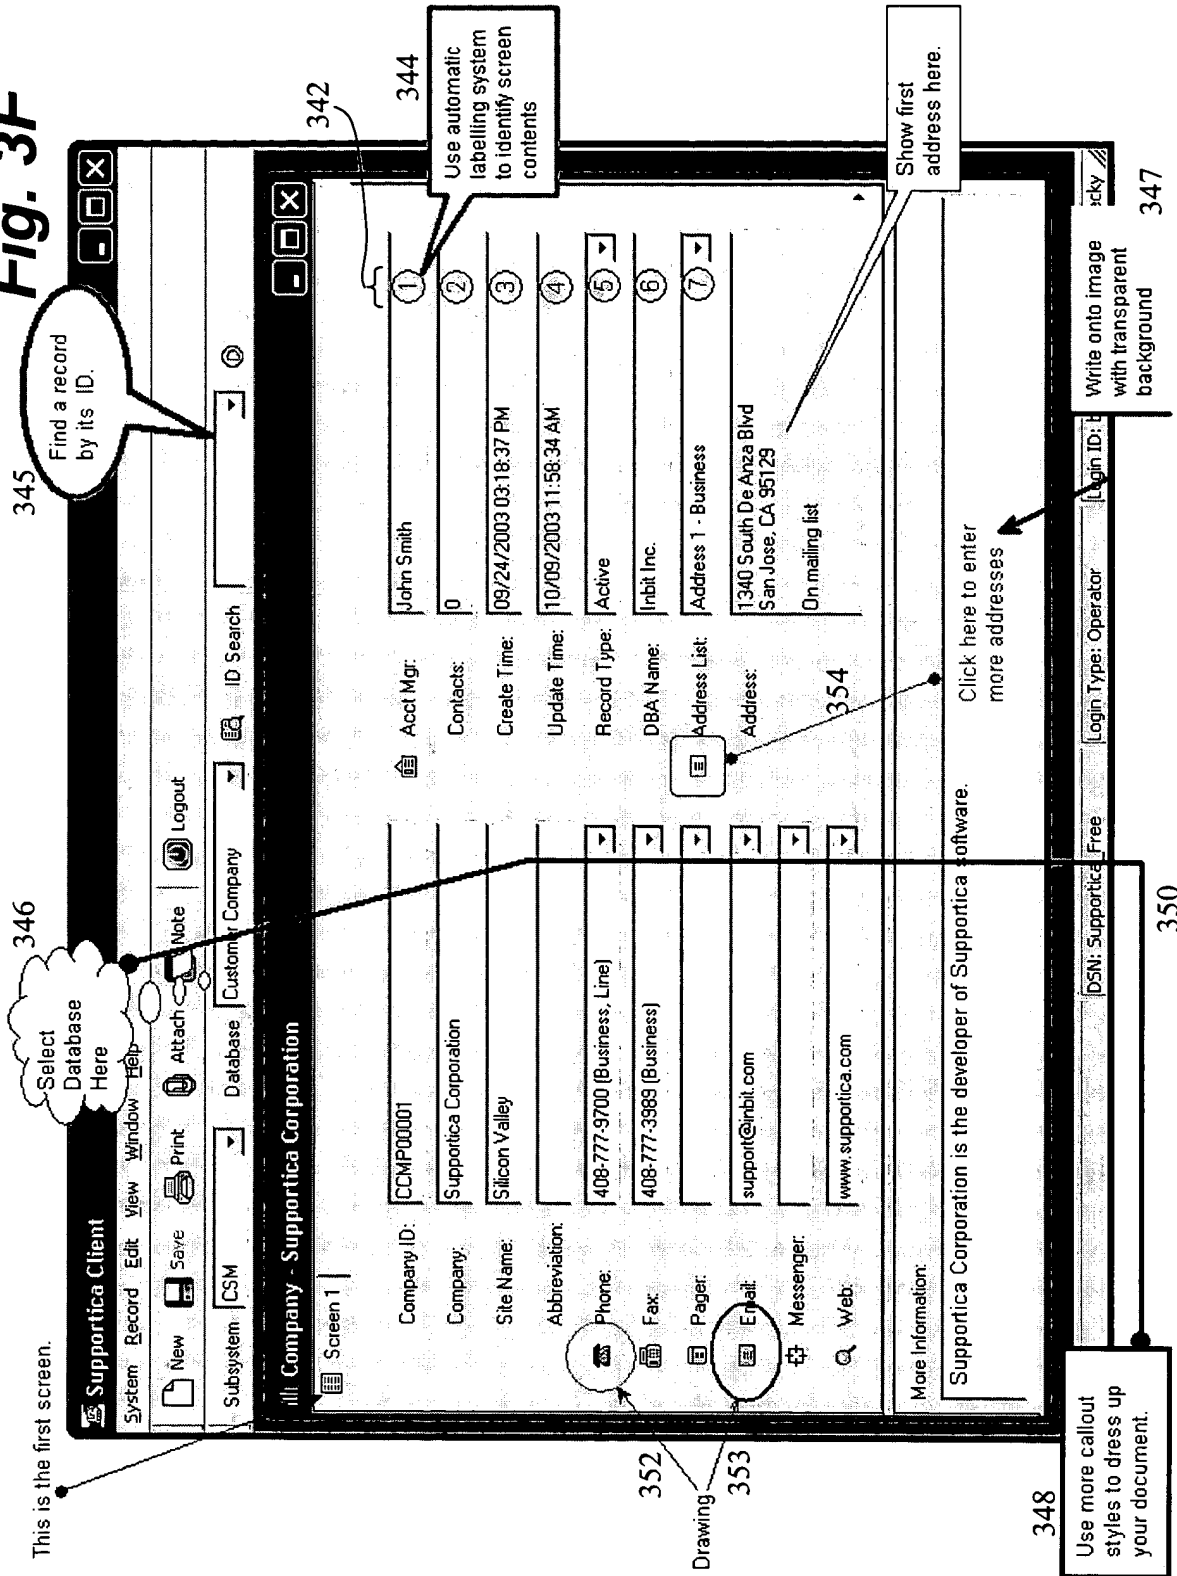 Fig. 3F
This is the first screen.
346
345
Select
Database
Here
Find a record
by its ID.
Supportica Client
System Record Edit View Window Help
New Save Print Attach Note Logout
Subsystem CSM Database Customer Company ID Search
Company - Supportica Corporation
Screen 1
342
344
Use automatic
labelling system
to identify screen
contents
Company ID: CCMP00001 Acct Mgr: John Smith 1
Company: Supportica Corporation Contacts: 0 2
Site Name: Silicon Valley Create Time: 09/24/2003 03:18:37 PM 3
Abbreviation: Update Time: 10/09/2003 11:58:34 AM 4
Phone: 408-777-9700 (Business, Line) Record Type: Active 5
Fax: 408-777-3989 (Business) DBA Name: Inbit Inc. 6
Pager: Address List: Address 1 - Business 7
Email: support@inbit.com Address: 1340 South De Anza Blvd
San Jose, CA 95129
Messenger: On mailing list
Web: www.supportica.com
352
353
Drawing
354
Show first
address here.
More Information:
Supportica Corporation is the developer of Supportica software.
Click here to enter
more addresses
DSN: Supportica_Free Login Type: Operator Login ID: b ecky
348
Use more callout
styles to dress up
your document.
350
Write onto image
with transparent
background
347